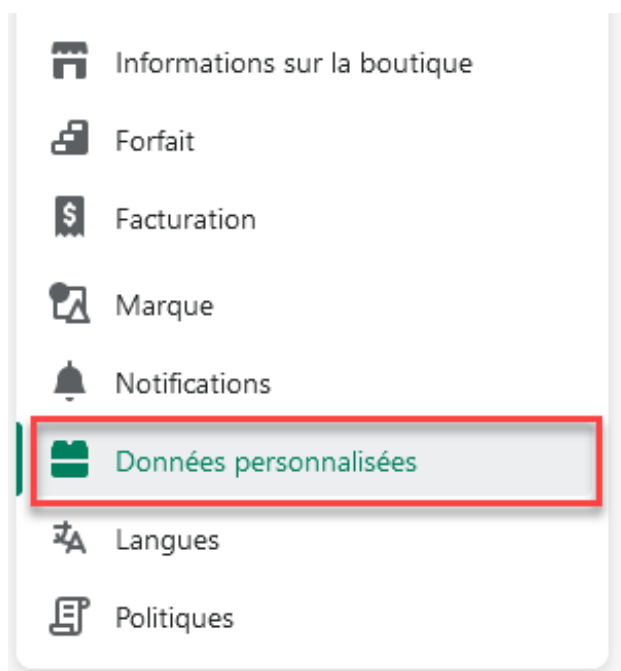 Informations sur la boutique
Forfait
$
Facturation
Marque
Notifications
Données personnalisées
Langues
Politiques